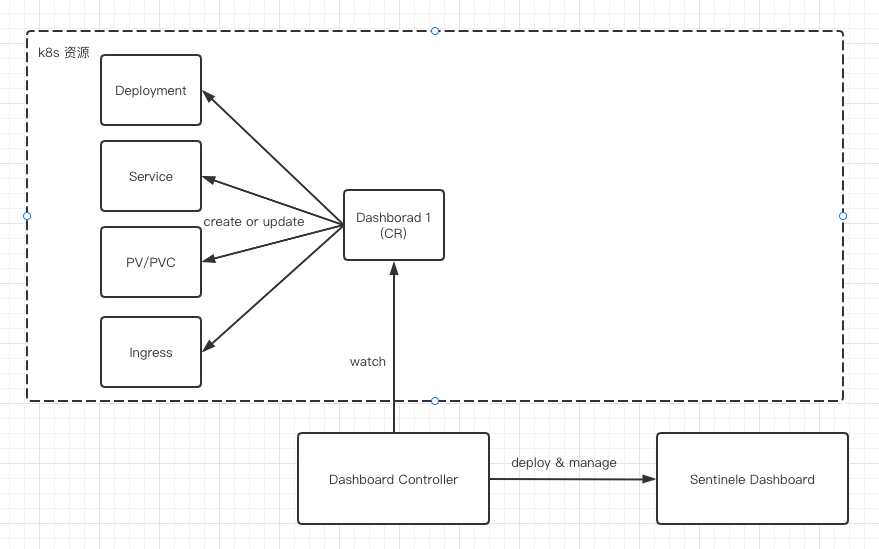 k8s 资源
Deployment
Service
create or update
Dashborad 1
(CR)
PV/PVC
Ingress
watch
Dashboard Controller
deploy & manage
Sentinele Dashboard